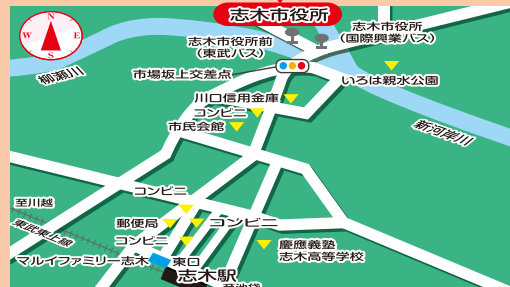 志木市役所
N
W E
S
志木市役所前
(東武バス)
志木市役所
(国際興業バス)
柳瀬川
市場坂上交差点
いろは親水公園
川口信用金庫
コンビニ
市民会館
新河岸川
コンビニ
至川越
東武東上線
郵便局
コンビニ
コンビニ
慶應義塾
志木高等学校
マルイファミリー志木
東口
志木駅
至池袋